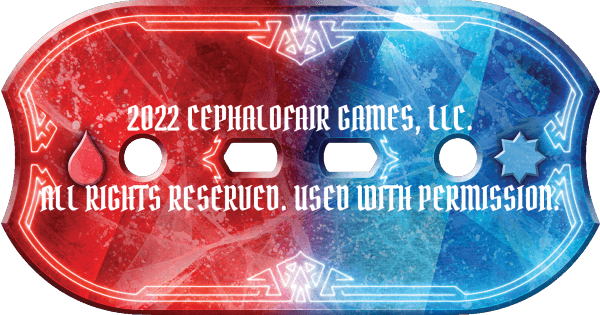 2022 CEPHALOFAIR GAMES, LLC.
ALL RIGHTS RESERVED. USED WITH PERMISSION.